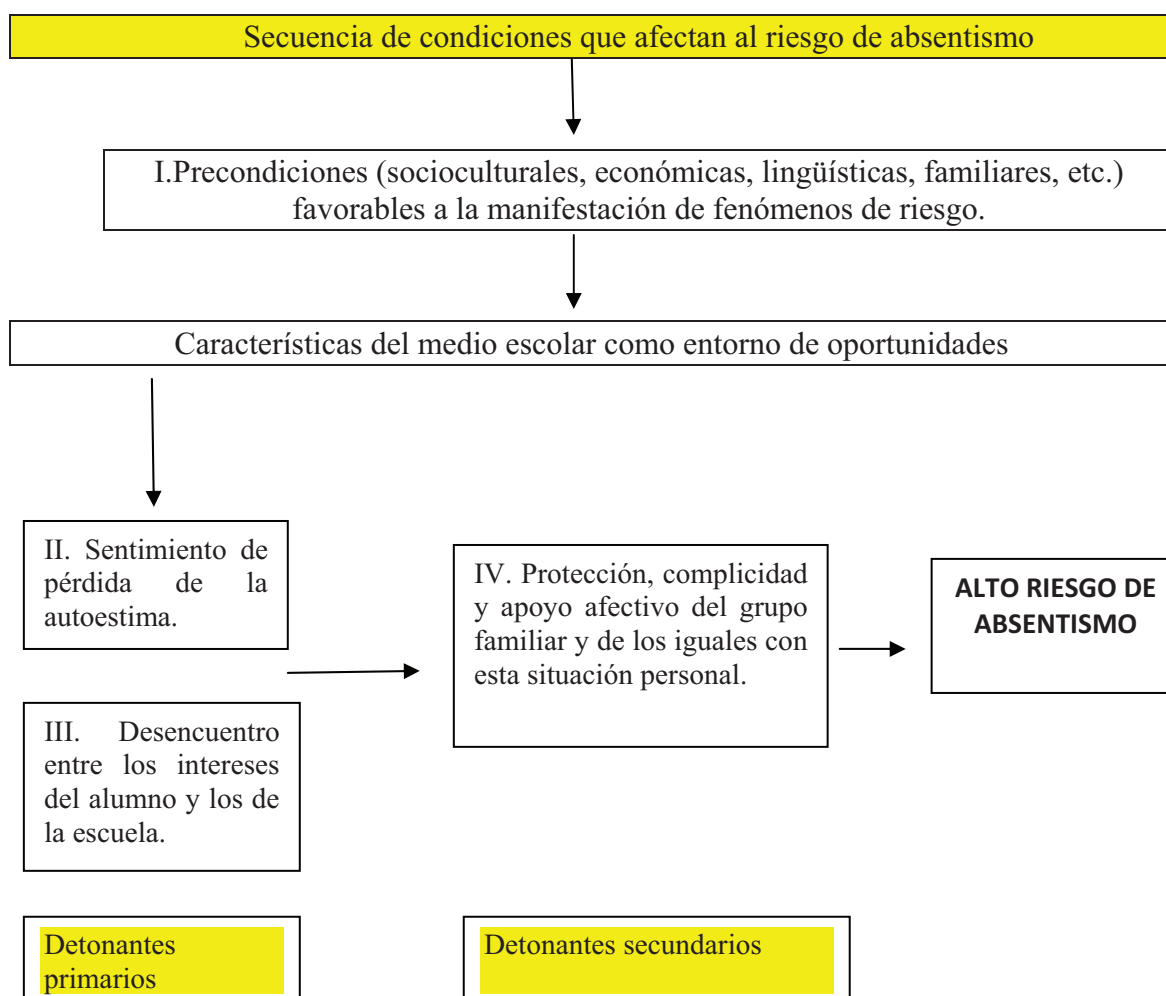 Secuencia de condiciones que afectan al riesgo de absentismo
I.Precondiciones (socioculturales, económicas, lingüísticas, familiares, etc.)
favorables a la manifestación de fenómenos de riesgo.
Características del medio escolar como entorno de oportunidades
II. Sentimiento de
pérdida de la
autoestima.
III. Desencuentro
entre los intereses
del alumno y los de
la escuela.
IV. Protección, complicidad
y apoyo afectivo del grupo
familiar y de los iguales con
esta situación personal.
ALTO RIESGO DE
ABSENTISMO
Detonantes
primarios
Detonantes secundarios